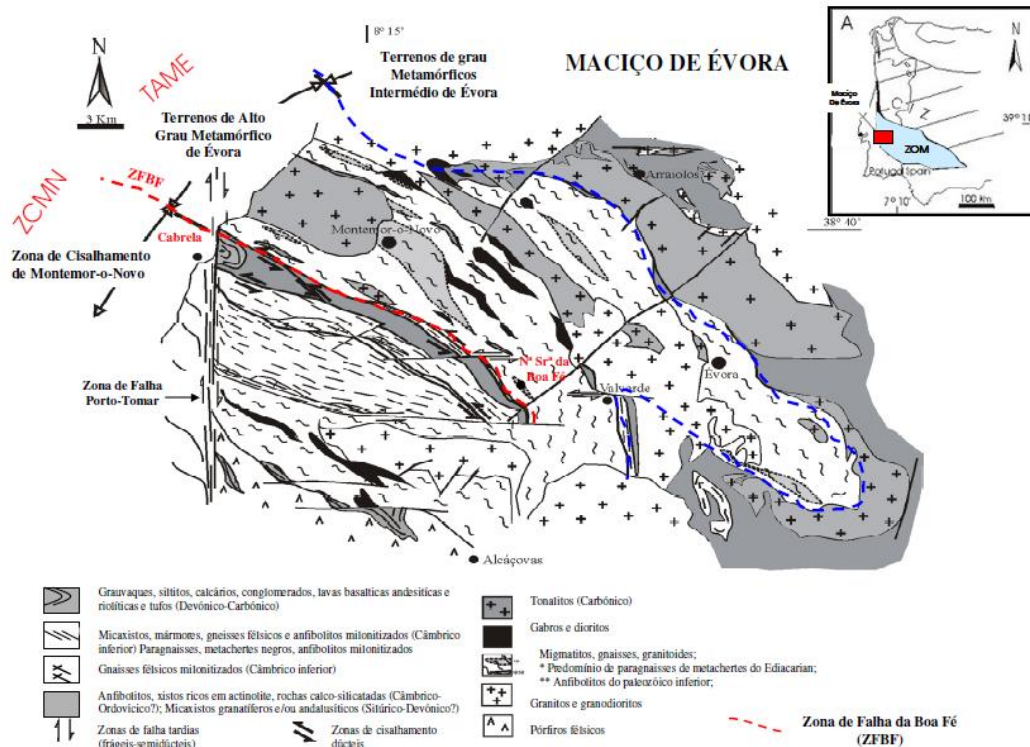 MACIÇO DE ÉVORA
A
N
Maciço
De Évora
ZOM
Potugal Spain
7º 10'
100 km
38º 40'
N
3 Km
TAME
8º 15'
Terrenos de grau
Metamórficos
Intermédio de Évora
Terrenos de Alto
Grau Metamórfico
de Évora
ZCMN
ZFBF
Cabrela
Zona de Cisalhamento
de Montemor-o-Novo
Montemor-o-Novo
Arraiolos
Nª Srª da
Boa Fé
Évora
Valverde
Zona de Falha
Porto-Tomar
Alcáçovas
Grauvaques, siltitos, calcários, conglomerados, lavas basalticas andesiticas e
riolíticas e tufos (Devónico-Carbónico)
Micaxistos, mármores, gneisses félsicos e anfibolitos milonitizados (Câmbrico
inferior) Paragnaisses, metachertes negros, anfibolitos milonitizados
Gnaisses félsicos milonitizados (Câmbrico inferior)
Anfibolitos, xistos ricos em actinolite, rochas calco-silicatadas (Câmbrico-
Ordovícico?); Micaxistos granatíferos e/ou andalusíticos (Silúrico-Devónico?)
Zonas de falha tardias
(frágeis-semidúcteis)
Zonas de cisalhamento
dúcteis
Tonalitos (Carbónico)
Gabros e dioritos
Migmatitos, gnaisses, granitoides;
* Predomínio de paragnaisses de metachertes do Ediacarian;
** Anfibolitos do paleozóico inferior;
Granitos e granodioritos
Pórfiros félsicos
Zona de Falha da Boa Fé
(ZFBF)